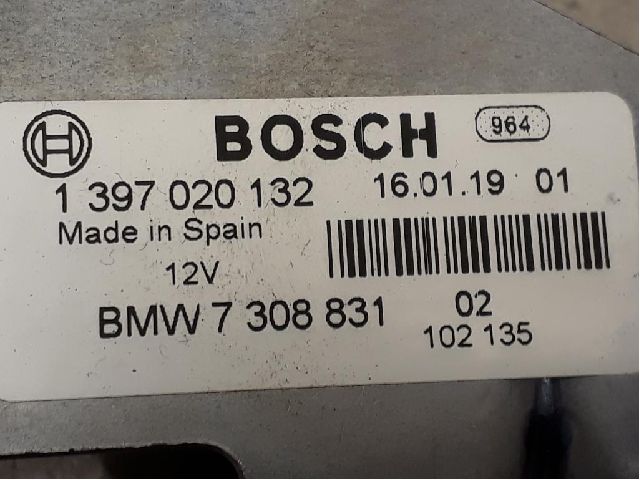 BOSCH 964
1 397 020 132 16.01.19 01
Made in Spain
12V
BMW 7 308 831 02
102 135